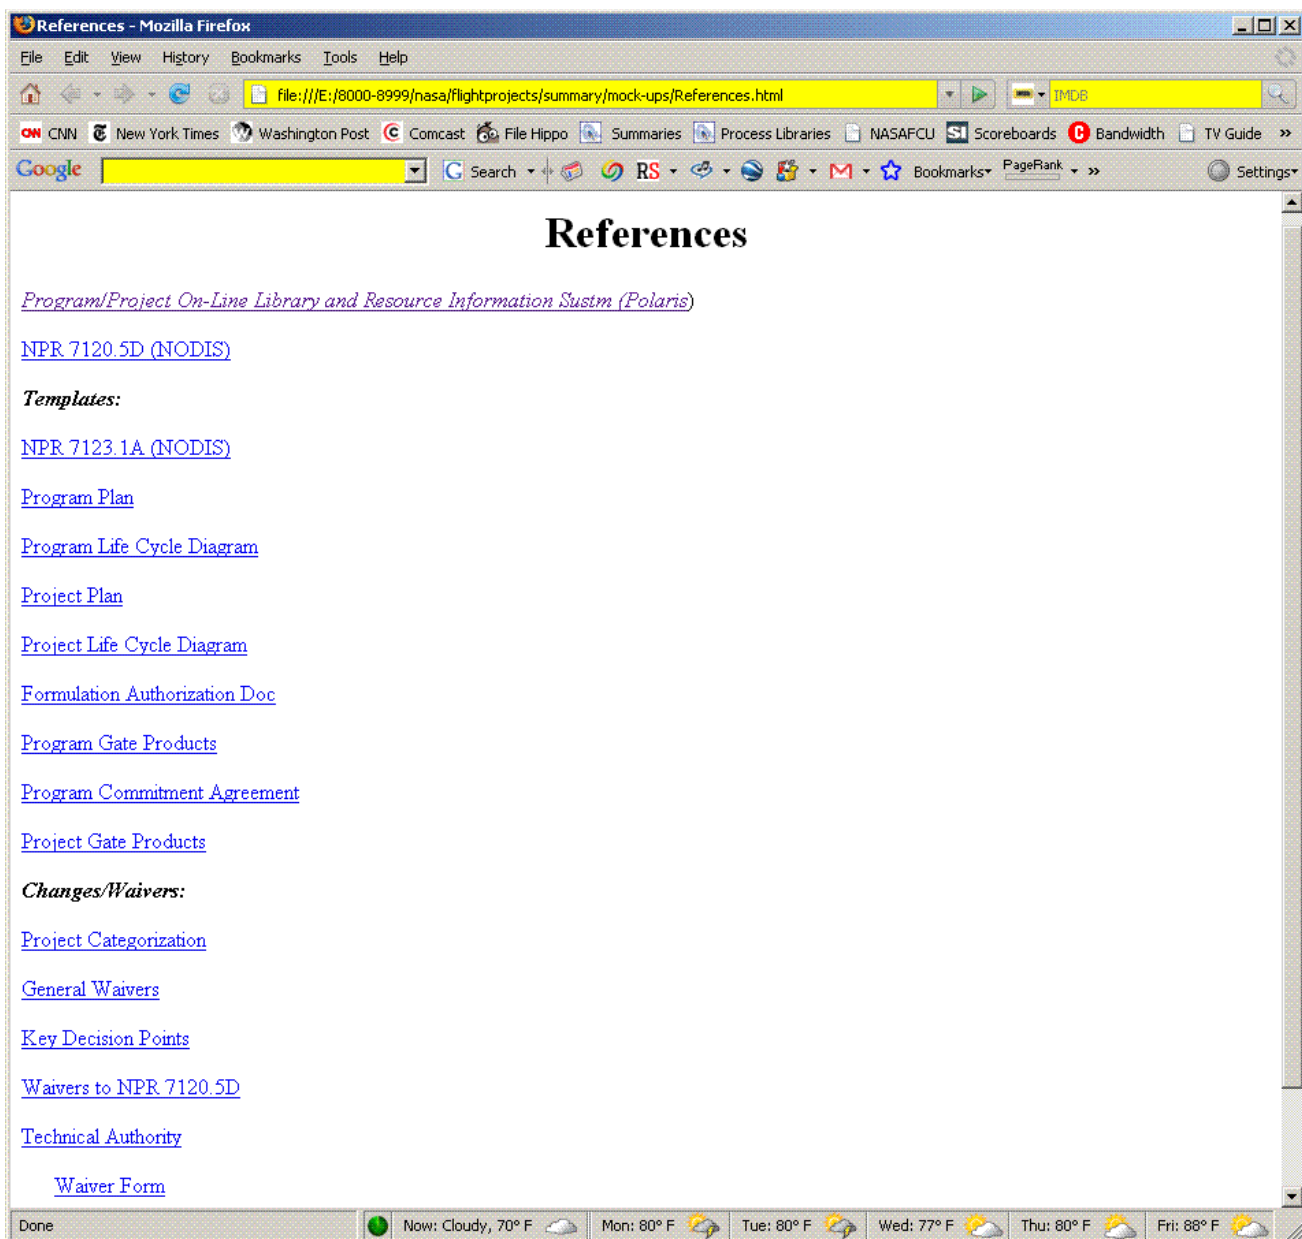 References - Mozilla Firefox
File Edit View History Bookmarks Tools Help
file:///E:/8000-8999/nasa/flightprojects/summary/mock-ups/References.html IMDB
CNN New York Times Washington Post Comcast File Hippo Summaries Process Libraries NASAFCU SI Scoreboards Bandwidth TV Guide »
Google G Search RS Bookmarks PageRank » Settings
References
Program/Project On-Line Library and Resource Information Sustm (Polaris)
NPR 7120.5D (NODIS)
Templates:
NPR 7123.1A (NODIS)
Program Plan
Program Life Cycle Diagram
Project Plan
Project Life Cycle Diagram
Formulation Authorization Doc
Program Gate Products
Program Commitment Agreement
Project Gate Products
Changes/Waivers:
Project Categorization
General Waivers
Key Decision Points
Waivers to NPR 7120.5D
Technical Authority
Waiver Form
Done Now: Cloudy, 70° F Mon: 80° F Tue: 80° F Wed: 77° F Thu: 80° F Fri: 88° F